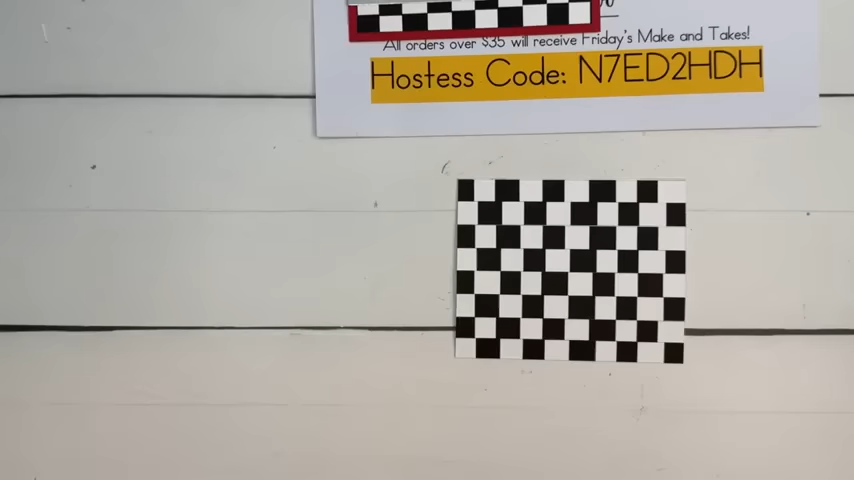 All orders over $35 will receive Friday's Make and Takes!
Hostess Code: N7ED2HDH